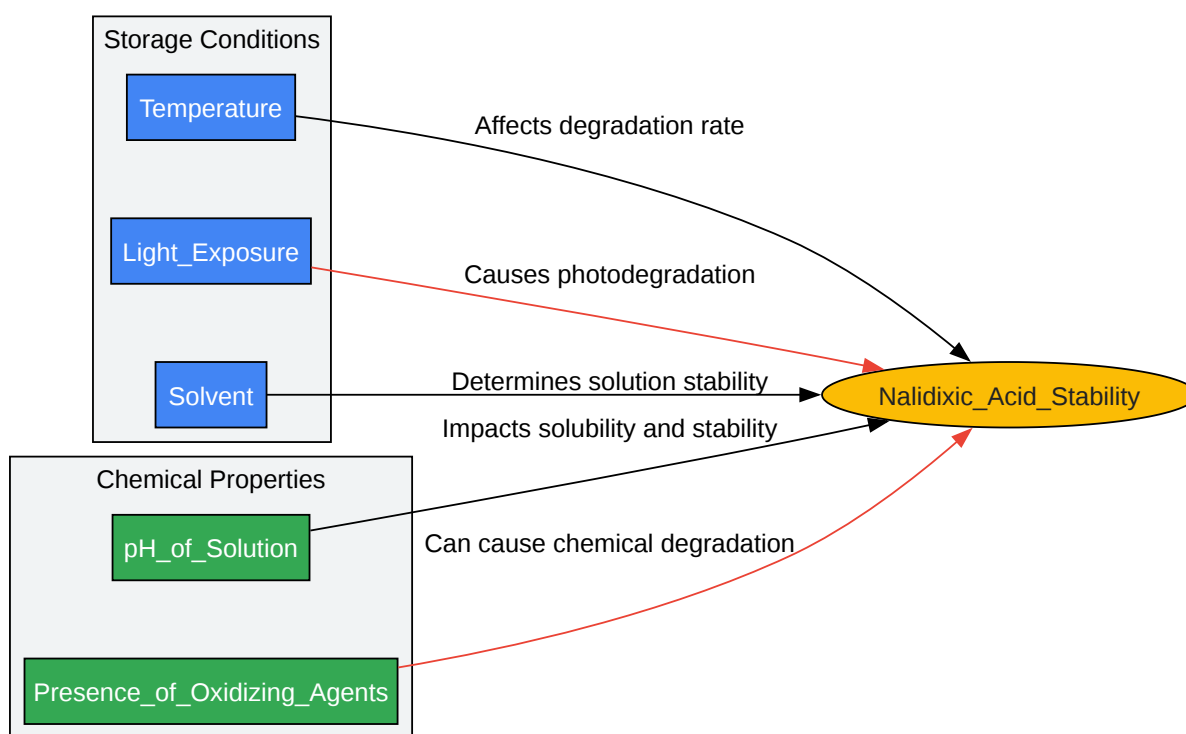 Storage Conditions
Temperature
Affects degradation rate
Light_Exposure
Causes photodegradation
Solvent
Determines solution stability
Nalidixic_Acid_Stability
Impacts solubility and stability
Chemical Properties
pH_of_Solution
Can cause chemical degradation
Presence_of_Oxidizing_Agents